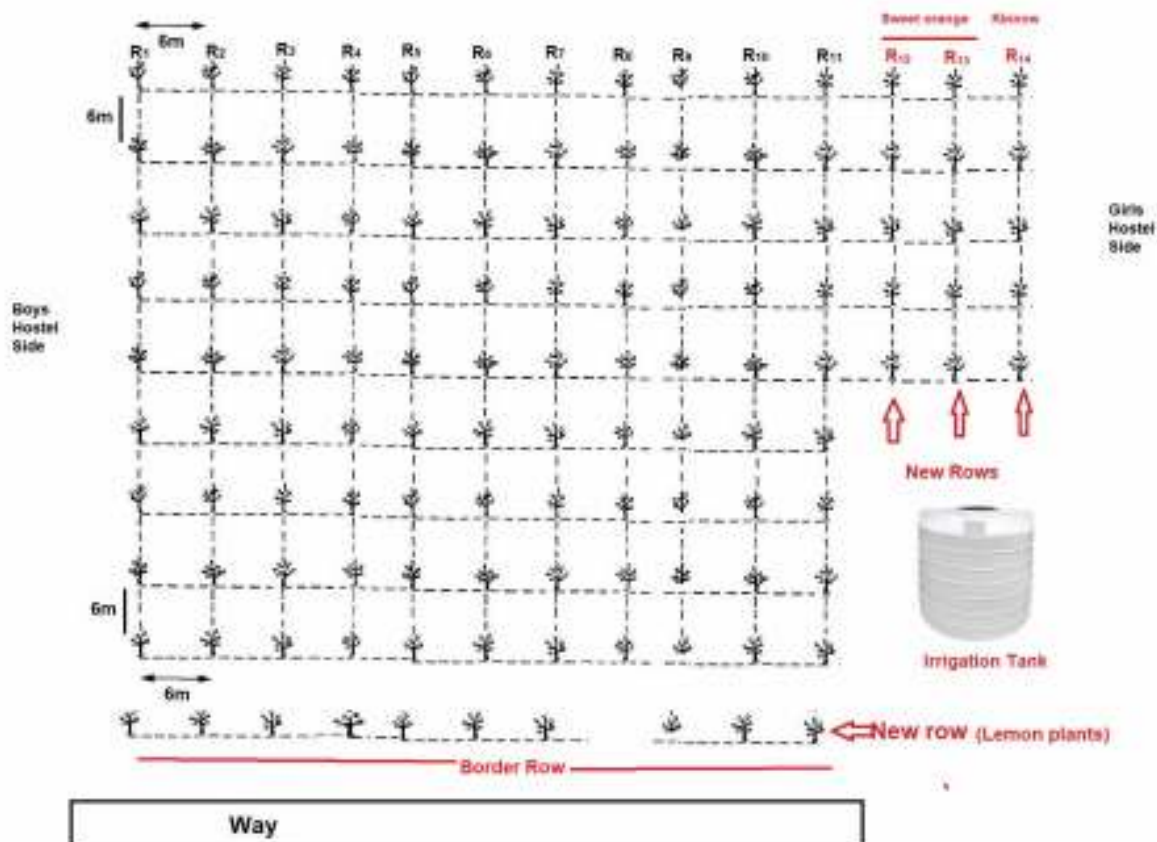 Sweet orange Kinnow
6m
R1 R2 R3 R4 R5 R6 R7 R8 R9 R10 R11 R12 R13 R14
6m
Girls
Hostel
Side
Boys
Hostel
Side
New Rows
6m
Irrigation Tank
6m
New row (Lemon plants)
Border Row
Way